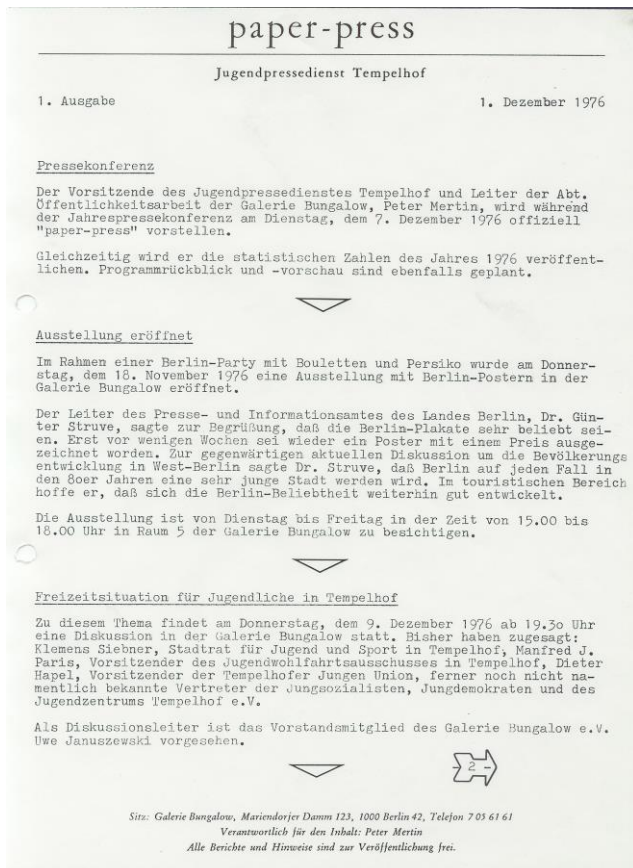 paper-press
Jugendpressedienst Tempelhof
1. Ausgabe 1. Dezember 1976
Pressekonferenz
Der Vorsitzende des Jugendpressedienstes Tempelhof und Leiter der Abt.
Öffentlichkeitsarbeit der Galerie Bungalow, Peter Mertin, wird während
der Jahrespressekonferenz am Dienstag, dem 7. Dezember 1976 offiziell
"paper-press" vorstellen.
Gleichzeitig wird er die statistischen Zahlen des Jahres 1976 veröffent-
lichen. Programmrückblick und -vorschau sind ebenfalls geplant.
Ausstellung eröffnet
Im Rahmen einer Berlin-Party mit Bouletten und Persiko wurde am Donner-
stag, dem 18. November 1976 eine Ausstellung mit Berlin-Postern in der
Galerie Bungalow eröffnet.
Der Leiter des Presse- und Informationsamtes des Landes Berlin, Dr. Gün-
ter Struve, sagte zur Begrüßung, daß die Berlin-Plakate sehr beliebt sei-
en. Erst vor wenigen Wochen sei wieder ein Poster mit einem Preis ausge-
zeichnet worden. Zur gegenwärtigen aktuellen Diskussion um die Bevölkerungs
entwicklung in West-Berlin sagte Dr. Struve, daß Berlin auf jeden Fall in
den 80er Jahren eine sehr junge Stadt werden wird. Im touristischen Bereich
hoffe er, daß sich die Berlin-Beliebtheit weiterhin gut entwickelt.
Die Ausstellung ist von Dienstag bis Freitag in der Zeit von 15.00 bis
18.00 Uhr in Raum 5 der Galerie Bungalow zu besichtigen.
Freizeitsituation für Jugendliche in Tempelhof
Zu diesem Thema findet am Donnerstag, dem 9. Dezember 1976 ab 19.30 Uhr
eine Diskussion in der Galerie Bungalow statt. Bisher haben zugesagt:
Klemens Siebner, Stadtrat für Jugend und Sport in Tempelhof, Manfred J.
Paris, Vorsitzender des Jugendwohlfahrtsausschusses in Tempelhof, Dieter
Hapel, Vorsitzender der Tempelhofer Jungen Union, ferner noch nicht na-
mentlich bekannte Vertreter der Jungsozialisten, Jungdemokraten und des
Jugendzentrums Tempelhof e.V.
Als Diskussionsleiter ist das Vorstandsmitglied des Galerie Bungalow e.V.
Uwe Januszewski vorgesehen.
2
Sitz: Galerie Bungalow, Mariendorfer Damm 123, 1000 Berlin 42, Telefon 7 05 61 61
Verantwortlich für den Inhalt: Peter Mertin
Alle Berichte und Hinweise sind zur Veröffentlichung frei.